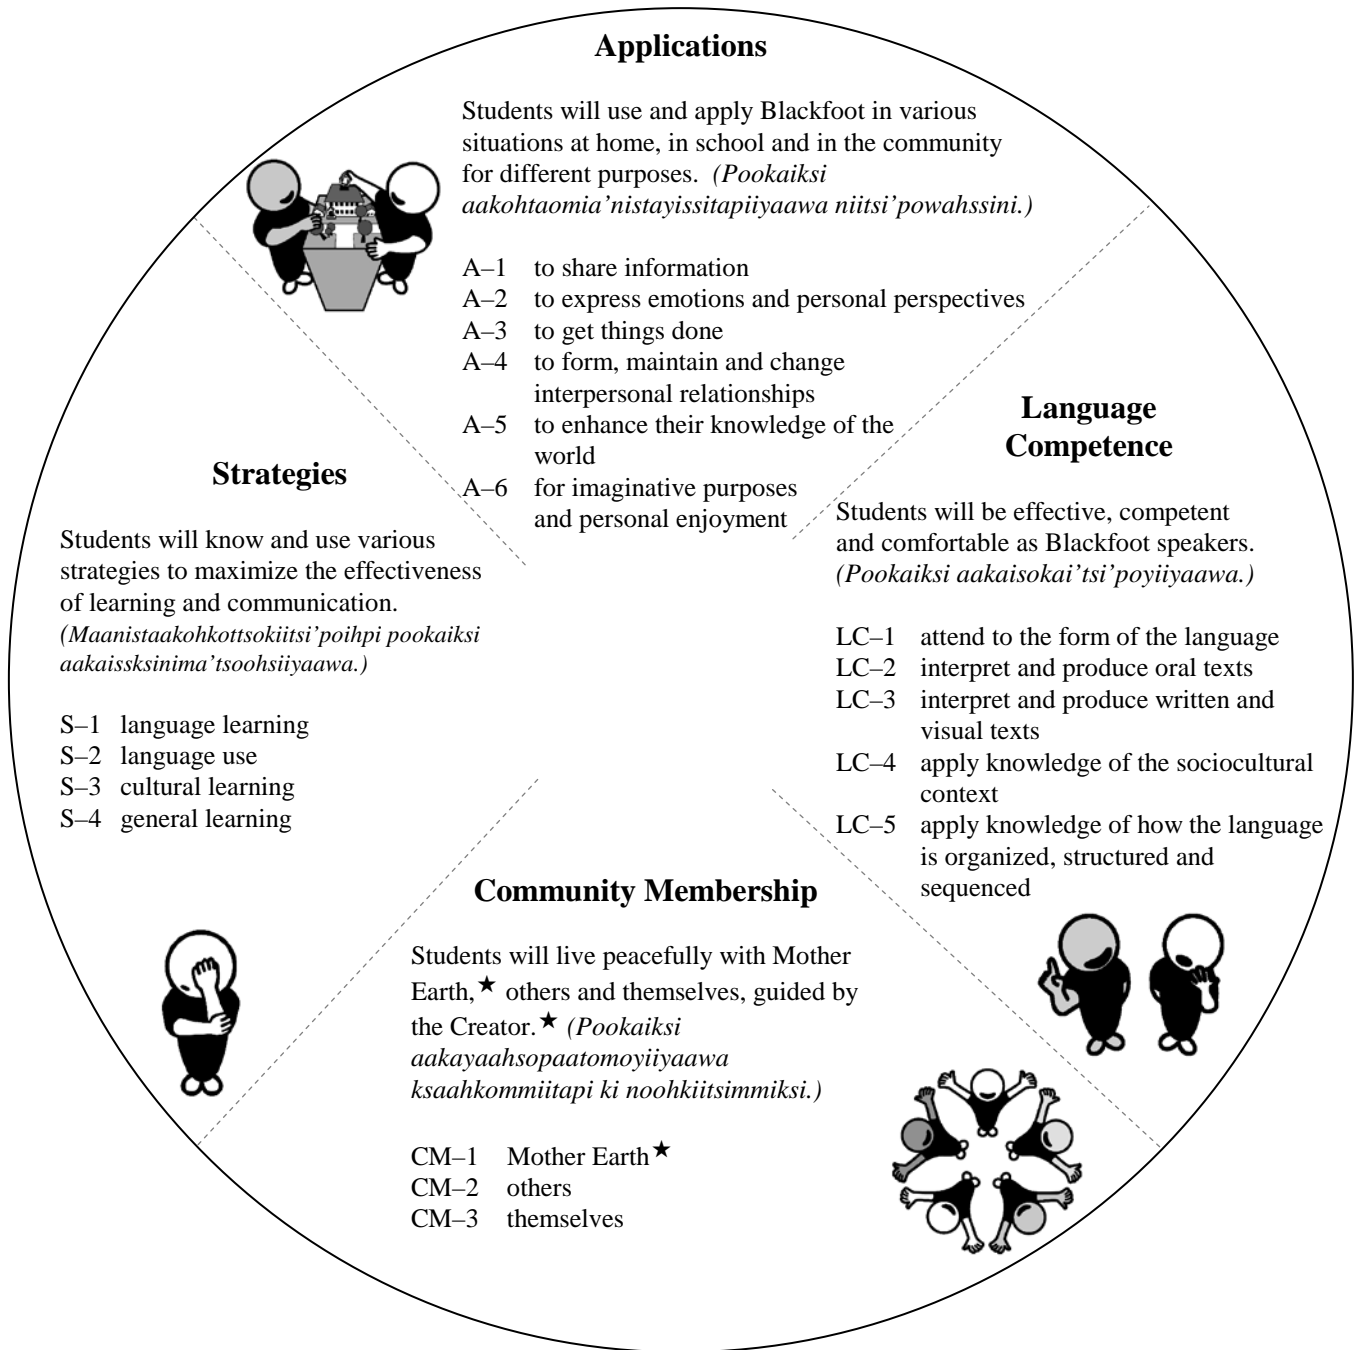 Applications
Students will use and apply Blackfoot in various
situations at home, in school and in the community
for different purposes. (Pookaiksi
aakohtaomia’nistayissitapiiyaawa niitsi’powahssini.)
A–1 to share information
A–2 to express emotions and personal perspectives
A–3 to get things done
A–4 to form, maintain and change
interpersonal relationships
A–5 to enhance their knowledge of the
world
A–6 for imaginative purposes
and personal enjoyment
Language
Competence
Students will be effective, competent
and comfortable as Blackfoot speakers.
(Pookaiksi aakaisokai’tsi’poyiiyaawa.)
LC–1 attend to the form of the language
LC–2 interpret and produce oral texts
LC–3 interpret and produce written and
visual texts
LC–4 apply knowledge of the sociocultural
context
LC–5 apply knowledge of how the language
is organized, structured and
sequenced
Strategies
Students will know and use various
strategies to maximize the effectiveness
of learning and communication.
(Maanistaakohkottsokiitsi’poihpi pookaiksi
aakaissksinima’tsoohsiiyaawa.)
S–1 language learning
S–2 language use
S–3 cultural learning
S–4 general learning
Community Membership
Students will live peacefully with Mother
Earth,★ others and themselves, guided by
the Creator.★ (Pookaiksi
aakayaahsopaatomoyiiyaawa
ksaahkommiitapi ki noohkiitsimmiksi.)
CM–1 Mother Earth★
CM–2 others
CM–3 themselves